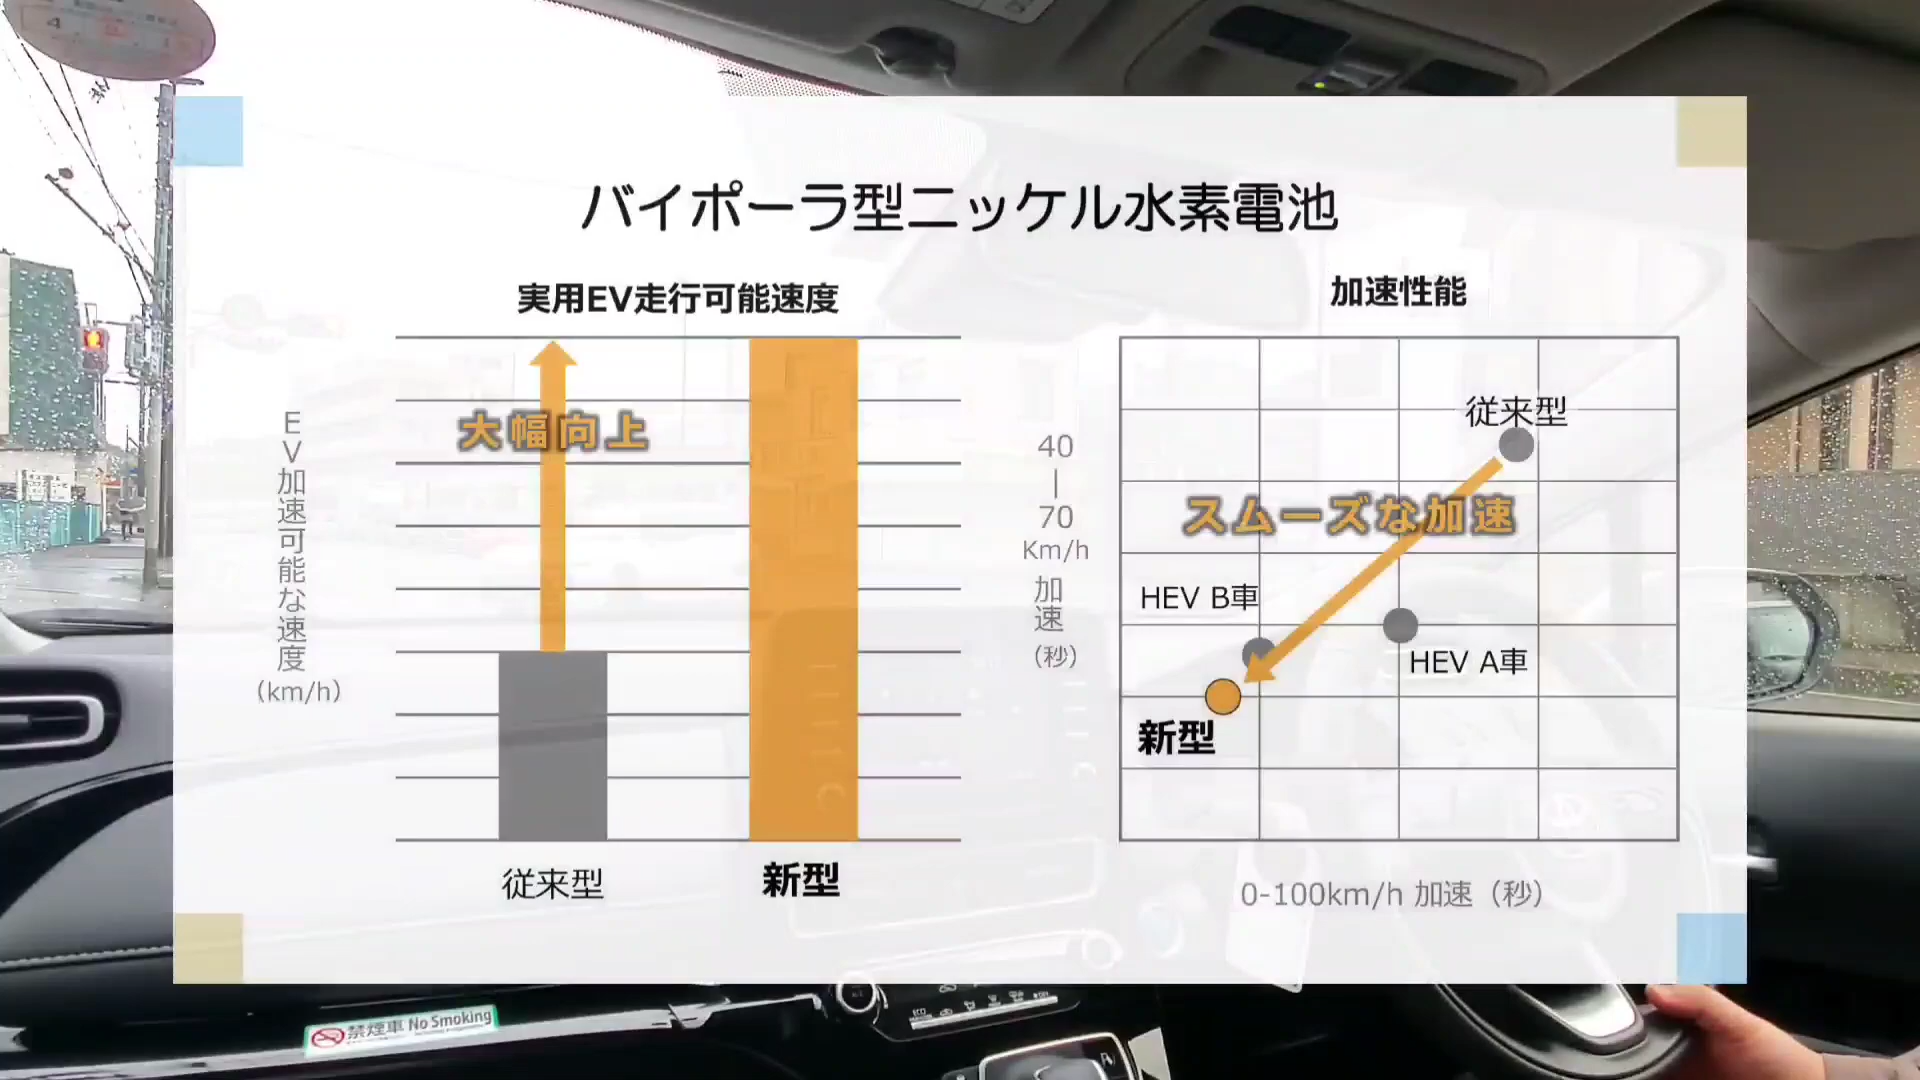 バイポーラ型ニッケル水素電池
実用EV走行可能速度
大幅向上
EV加速可能な速度
（km/h）
従来型
新型
加速性能
40
|
70
Km/h
加速
（秒）
従来型
スムーズな加速
HEV B車
HEV A車
新型
0-100km/h 加速（秒）
禁煙車 No Smoking